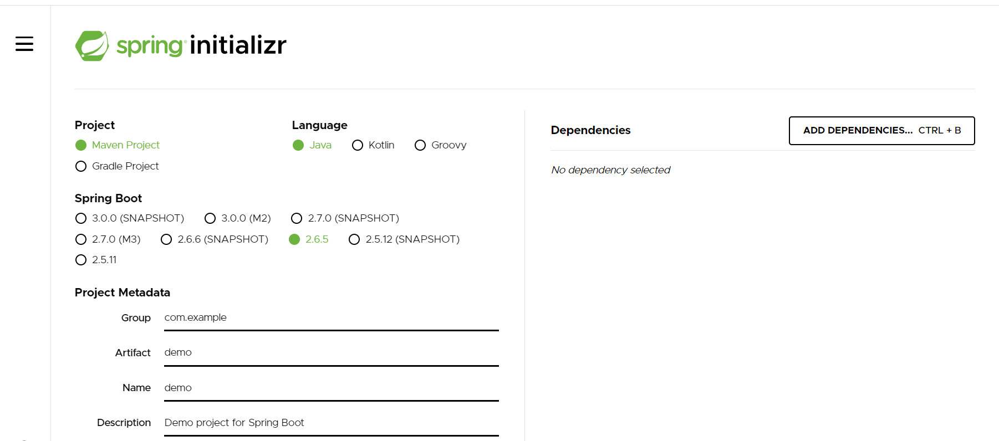 spring initializr
Project
Maven Project
Gradle Project
Language
Java Kotlin Groovy
Spring Boot
3.0.0 (SNAPSHOT) 3.0.0 (M2) 2.7.0 (SNAPSHOT)
2.7.0 (M3) 2.6.6 (SNAPSHOT) 2.6.5 2.5.12 (SNAPSHOT)
2.5.11
Project Metadata
Group com.example
Artifact demo
Name demo
Description Demo project for Spring Boot
Dependencies
ADD DEPENDENCIES... CTRL + B
No dependency selected